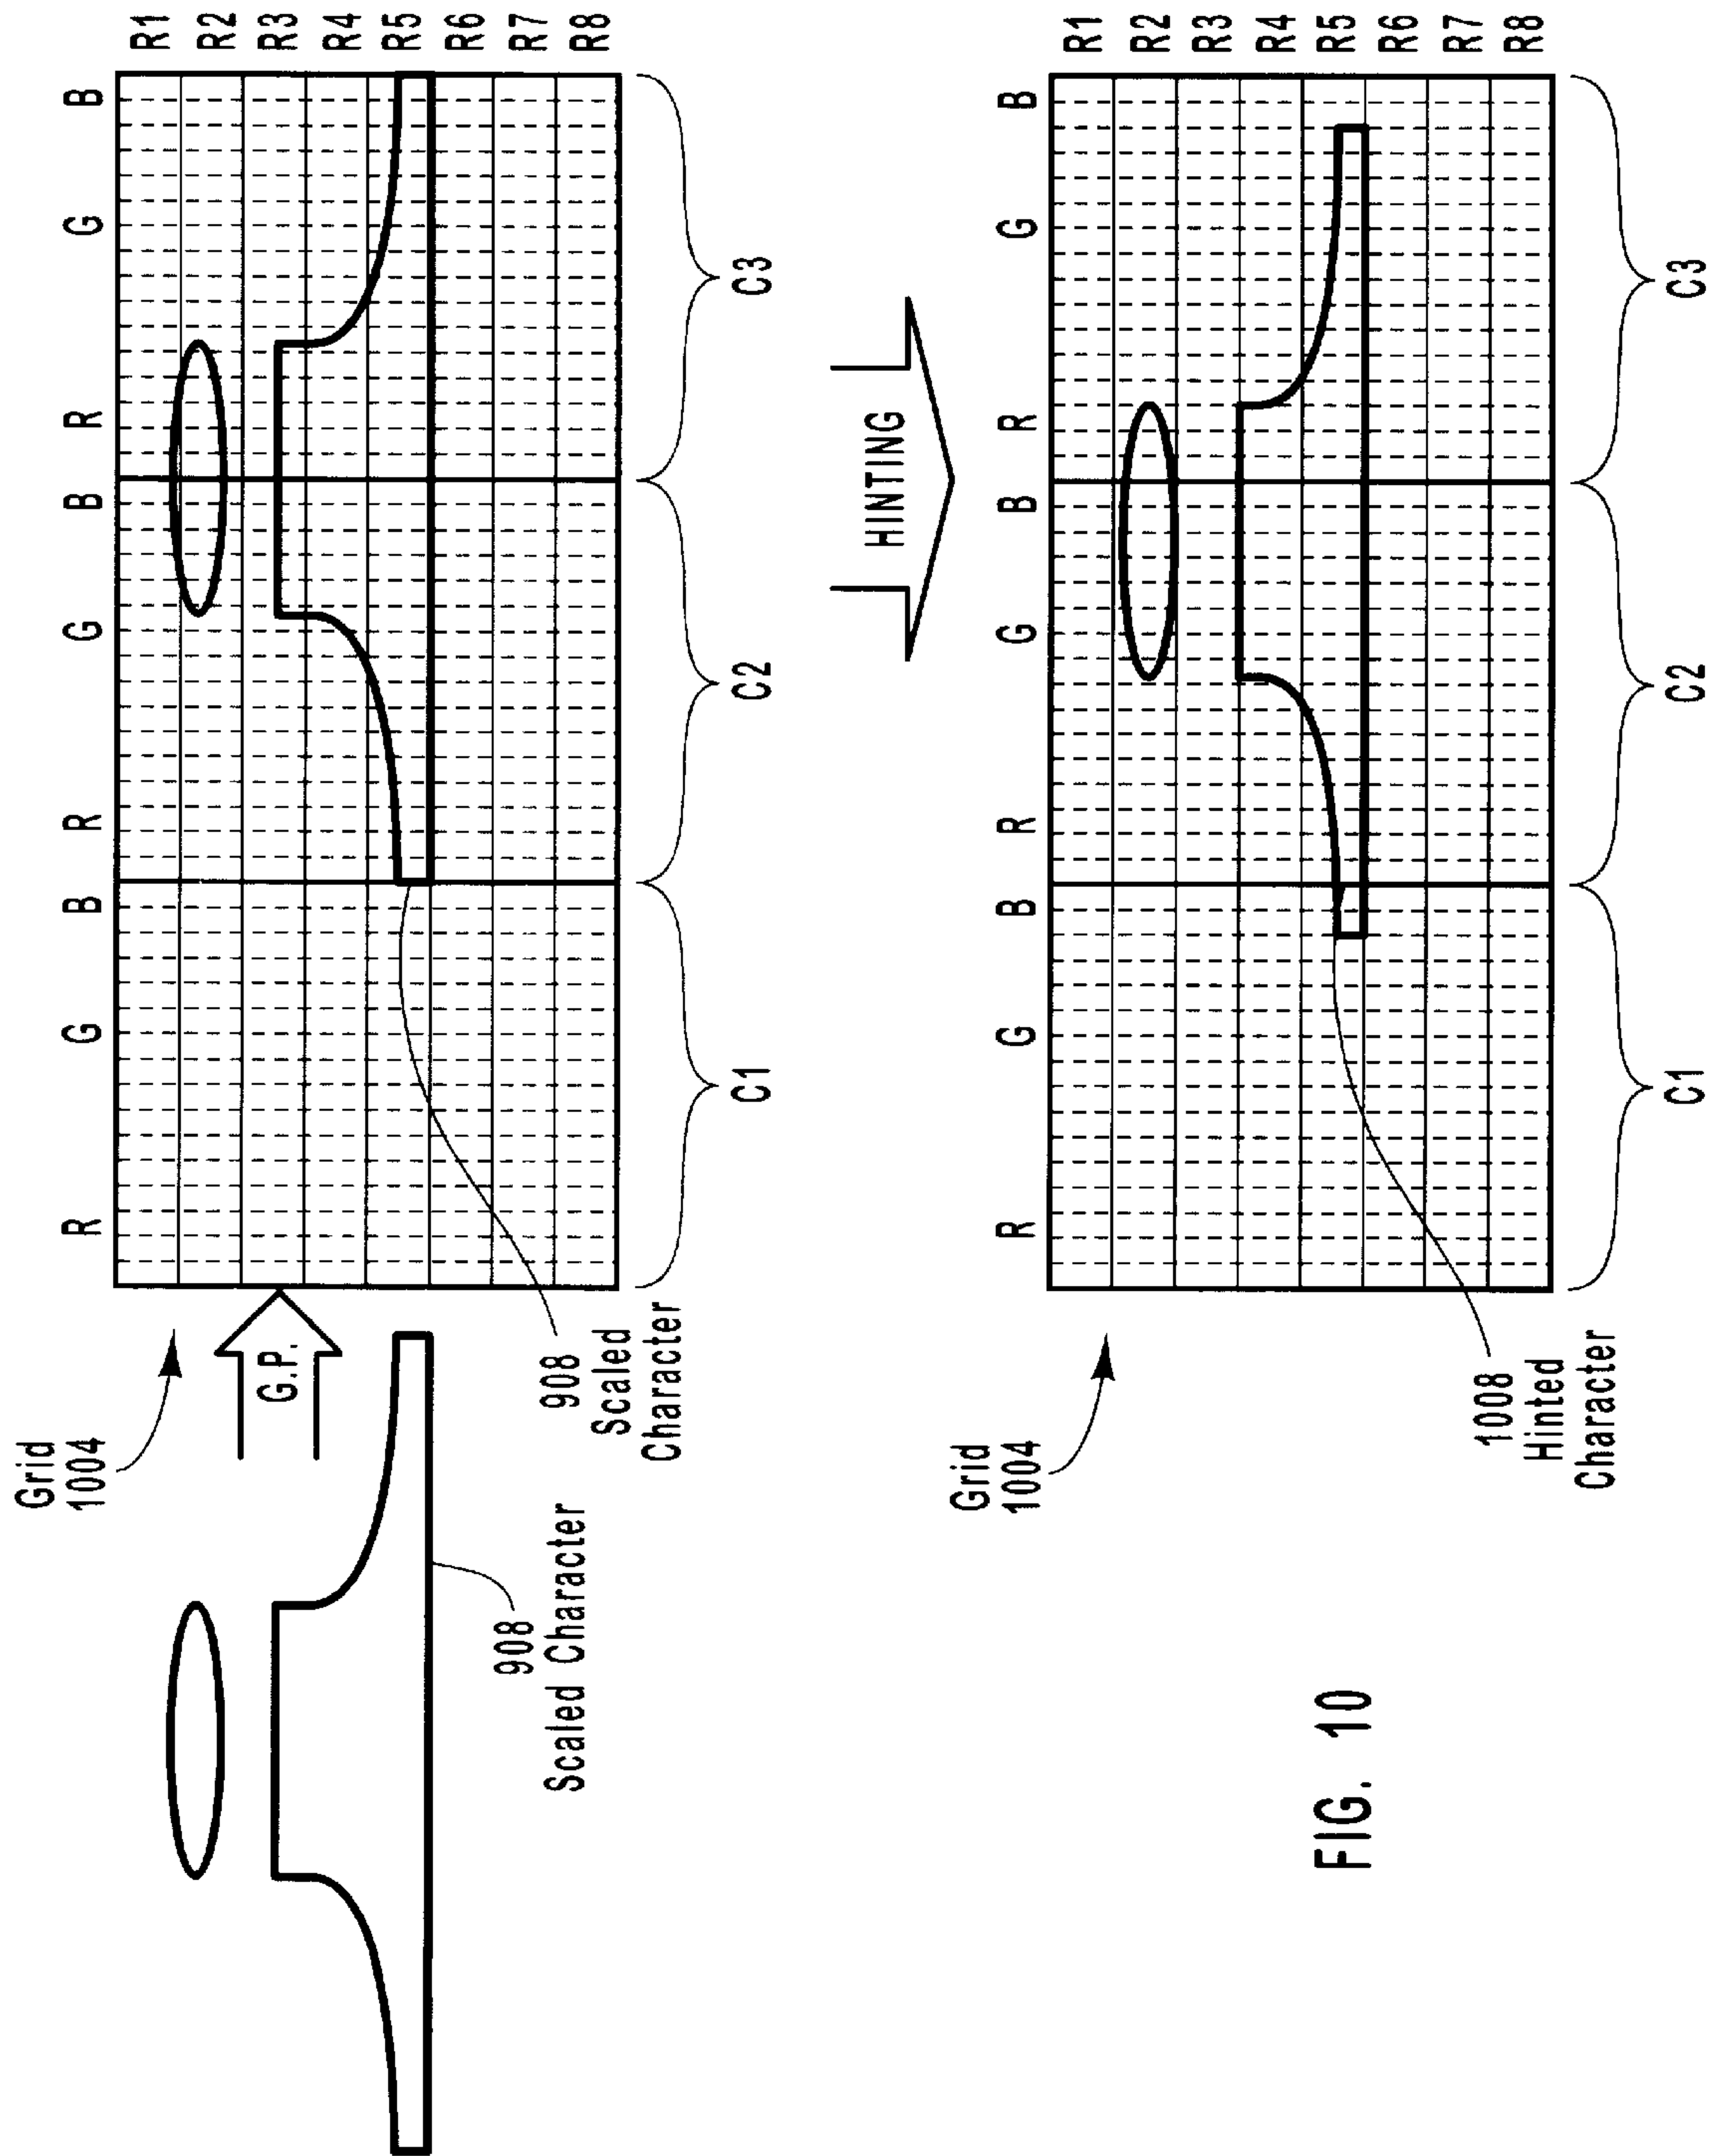 Grid
1004
G.P.
908
Scaled Character
R G B R G B R G B
R1
R2
R3
R4
R5
R6
R7
R8
908
Scaled
Character
C1 C2 C3
HINTING
Grid
1004
R G B R G B R G B
R1
R2
R3
R4
R5
R6
R7
R8
1008
Hinted
Character
C1 C2 C3
FIG. 10